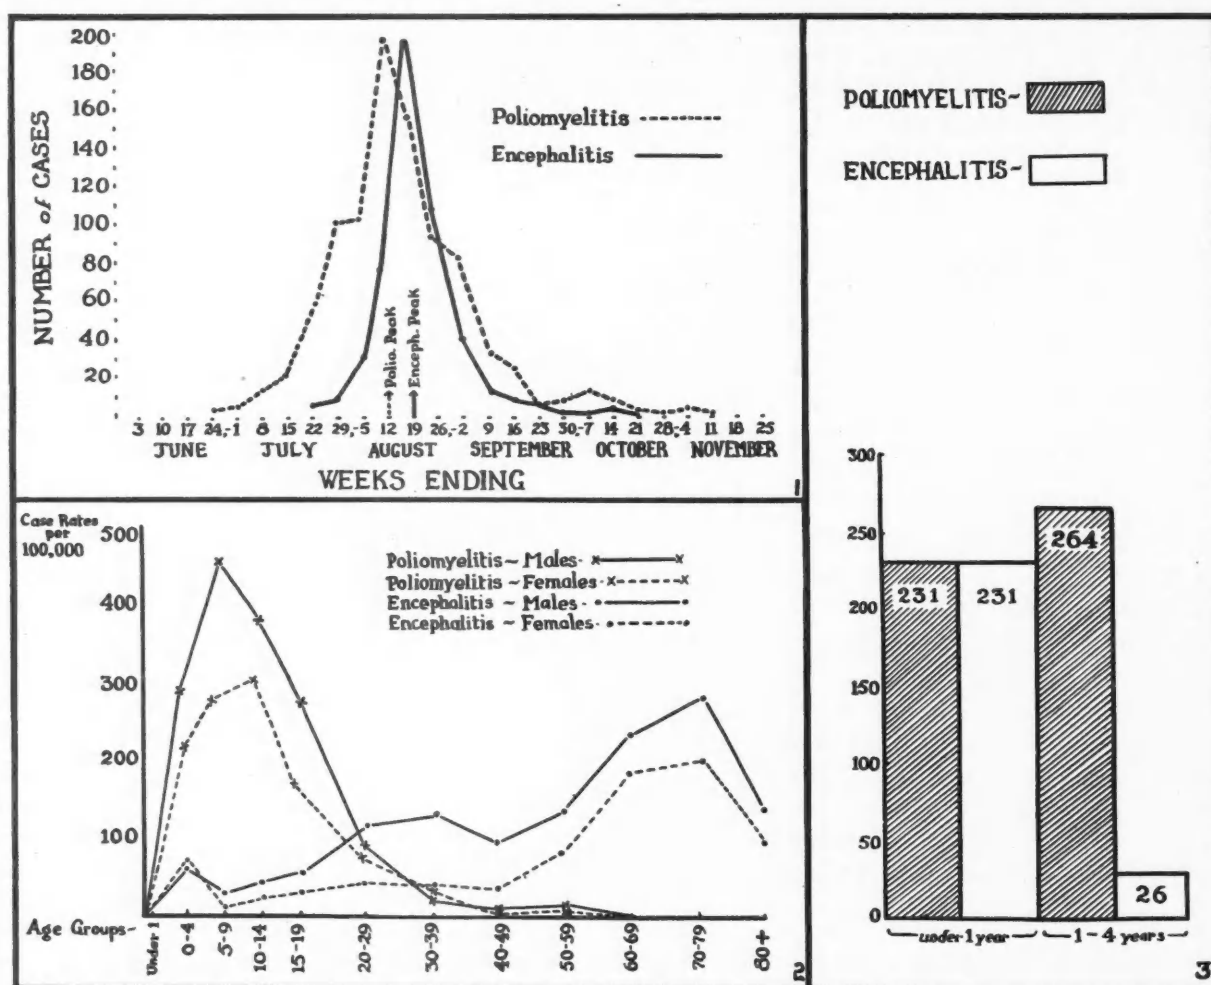 200
180
160
140
120
100
80
60
40
20
NUMBER of CASES
Poliomyelitis
Encephalitis
Polio. Peak
Enceph. Peak
3 10 17 24,-1 8 15 22 29,-5 12 19 26,-2 9 16 23 30,-7 14 21 28,-4 11 18 25
JUNE JULY AUGUST SEPTEMBER OCTOBER NOVEMBER
WEEKS ENDING
1
Case Rates
per
100,000
500
400
300
200
100
Poliomyelitis ~ Males-
Poliomyelitis ~ Females-
Encephalitis ~ Males-
Encephalitis ~ Females-
Age Groups-
Under 1
0-4
5-9
10-14
15-19
20-29
30-39
40-49
50-59
60-69
70-79
80+
2
POLIOMYELITIS~
ENCEPHALITIS~
300
250
200
150
100
50
0
231
231
264
26
under 1 year
1-4 years
3